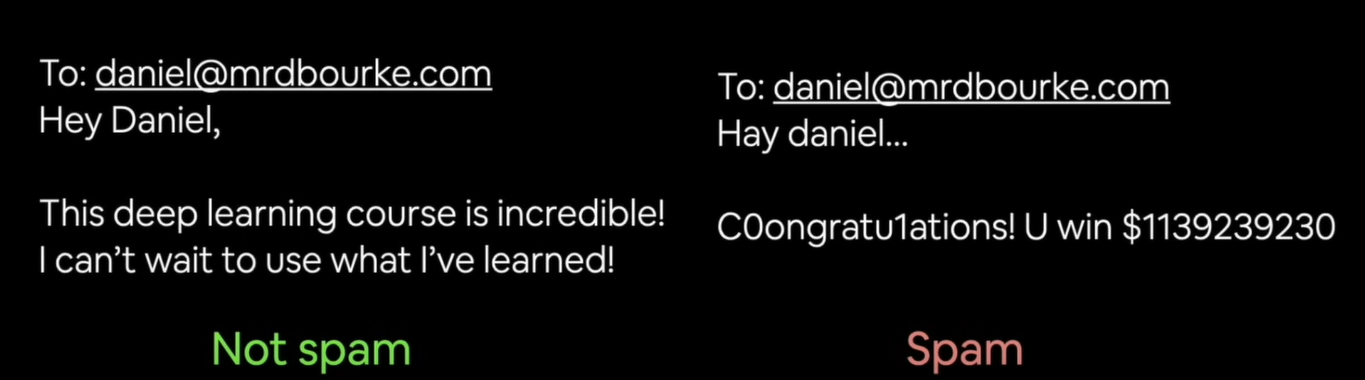 To: daniel@mrdbourke.com
Hey Daniel,
This deep learning course is incredible!
I can’t wait to use what I’ve learned!
Not spam
To: daniel@mrdbourke.com
Hay daniel...
C0ongratu1ations! U win $1139239230
Spam